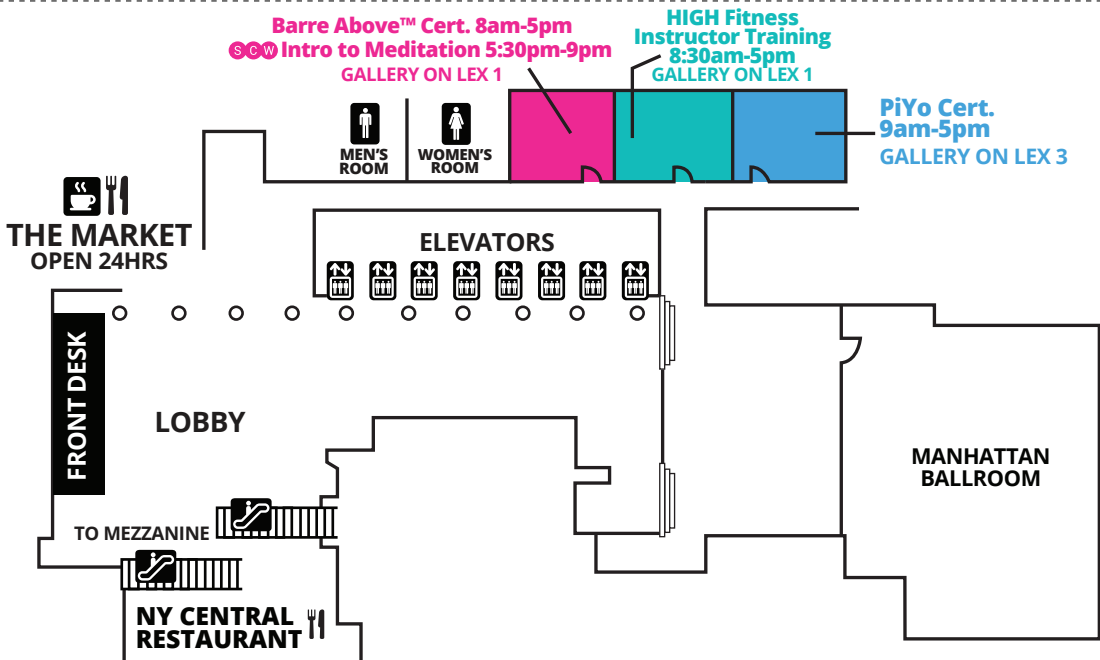 Barre Above™ Cert. 8am-5pm
SCW Intro to Meditation 5:30pm-9pm
GALLERY ON LEX 1
HIGH Fitness
Instructor Training
8:30am-5pm
GALLERY ON LEX 1
PiYo Cert.
9am-5pm
GALLERY ON LEX 3
MEN'S
ROOM
WOMEN'S
ROOM
THE MARKET
OPEN 24HRS
ELEVATORS
FRONT DESK
LOBBY
MANHATTAN
BALLROOM
TO MEZZANINE
NY CENTRAL
RESTAURANT